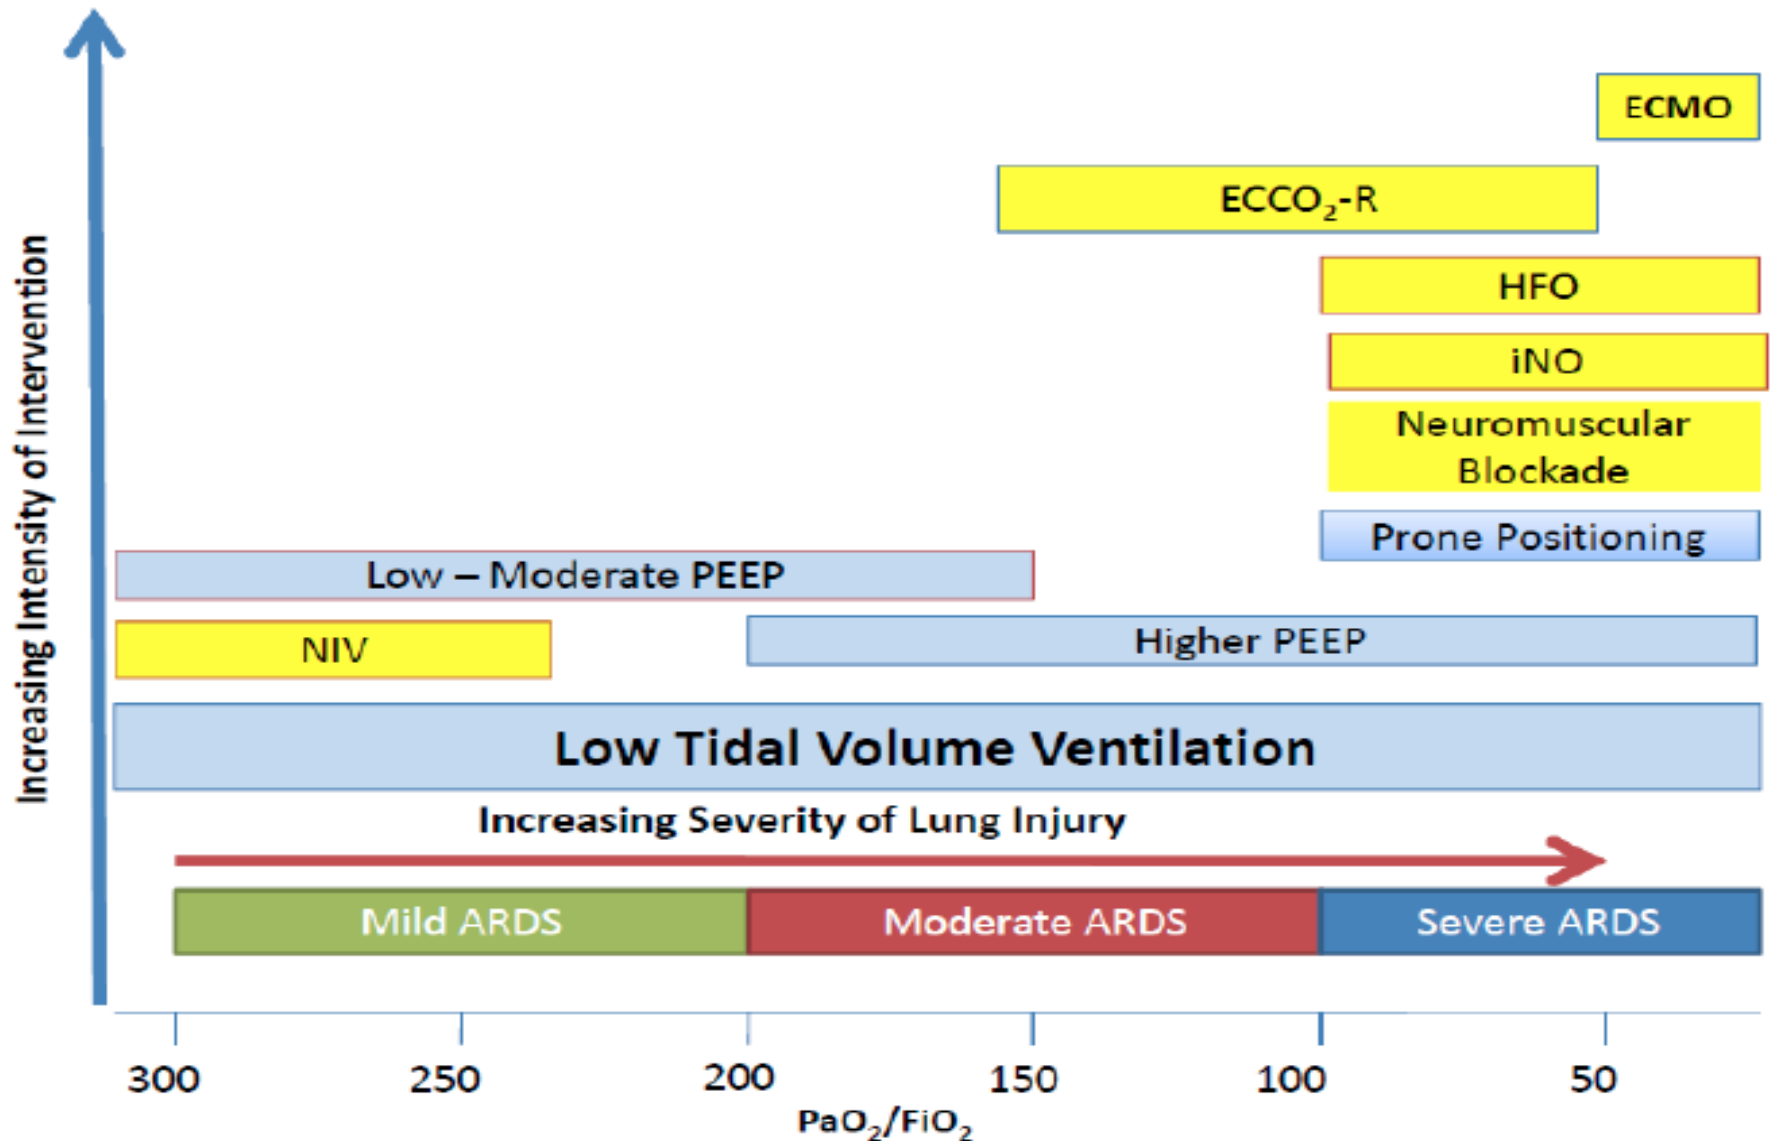 Increasing Intensity of Intervention
ECMO
ECCO₂-R
HFO
iNO
Neuromuscular
Blockade
Prone Positioning
Low – Moderate PEEP
Higher PEEP
NIV
Low Tidal Volume Ventilation
Increasing Severity of Lung Injury
Mild ARDS
Moderate ARDS
Severe ARDS
300 250 200 150 100 50
PaO₂/FiO₂